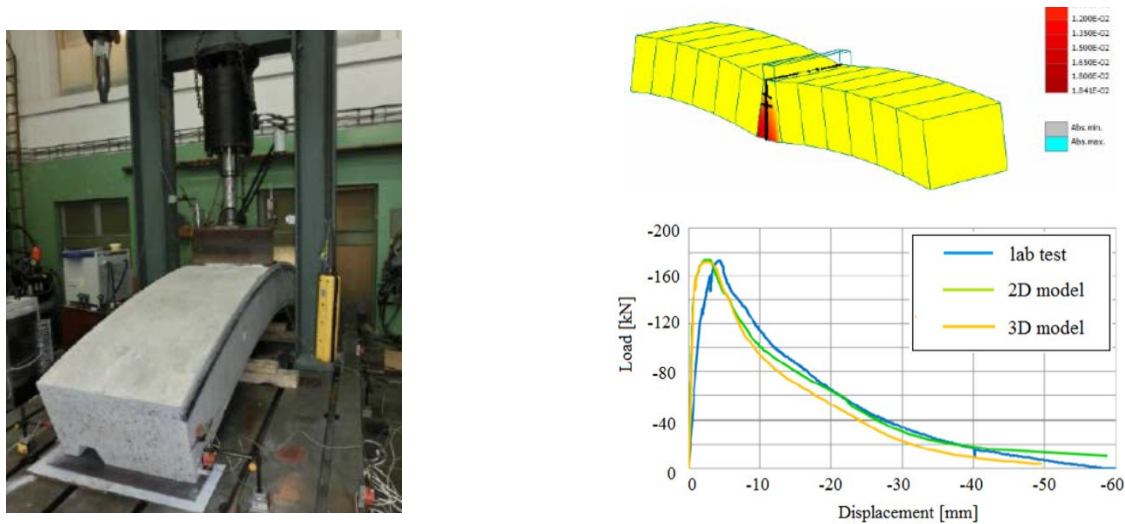 1.200E-02
1.350E-02
1.500E-02
1.650E-02
1.800E-02
1.841E-02
Abs.min.
Abs.max.
-200
-160
-120
-80
-40
0
Load [kN]
lab test
2D model
3D model
0 -10 -20 -30 -40 -50 -60
Displacement [mm]